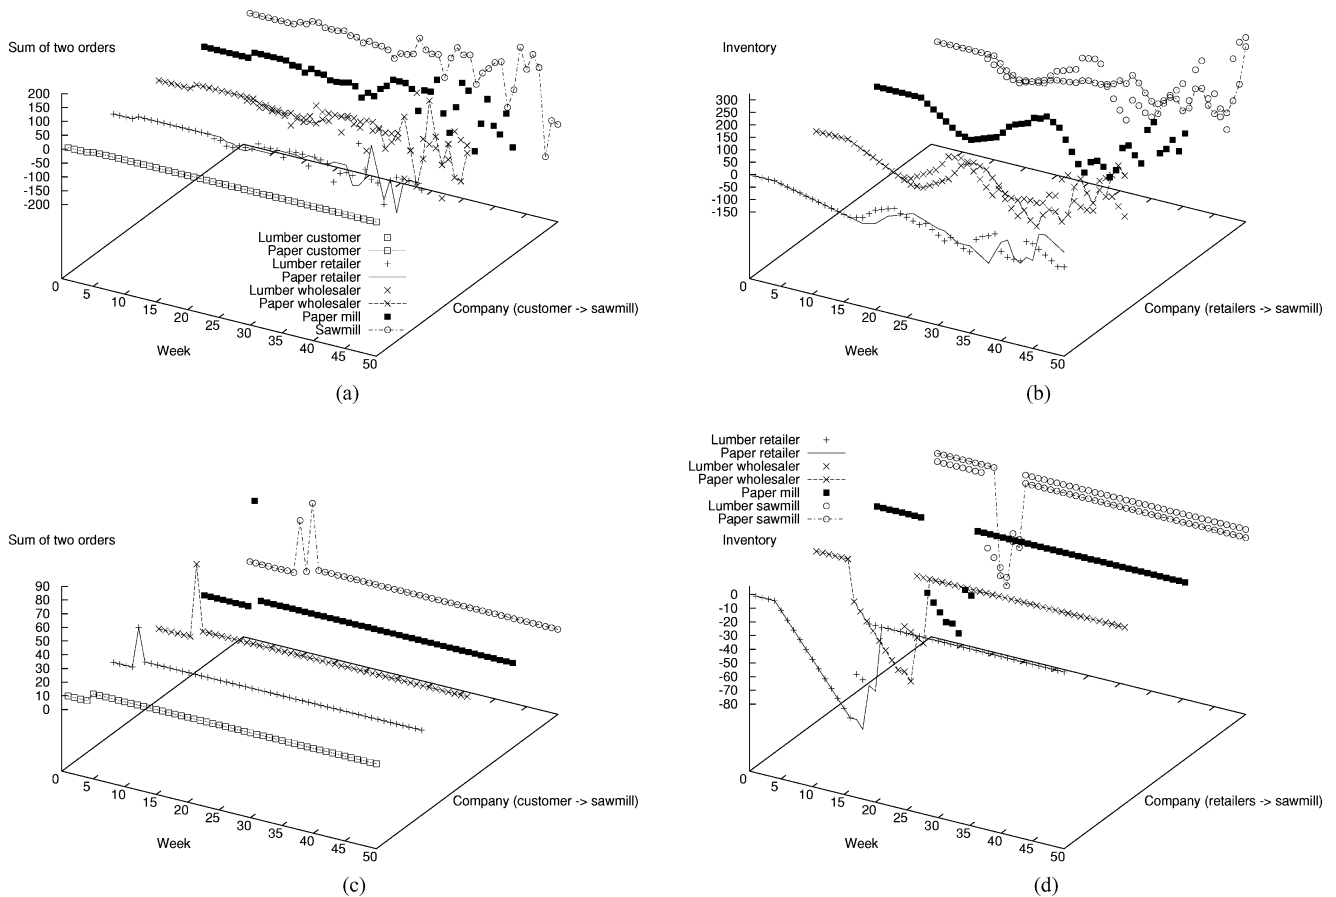 Sum of two orders
200
150
100
50
0
-50
-100
-150
-200
0
5
10
15
20
25
30
35
40
45
50
Week
Company (customer -> sawmill)
Lumber customer
Paper customer
Lumber retailer
Paper retailer
Lumber wholesaler
Paper wholesaler
Paper mill
Sawmill
(a)
Inventory
300
250
200
150
100
50
0
-50
-100
-150
0
5
10
15
20
25
30
35
40
45
50
Week
Company (retailers -> sawmill)
(b)
Sum of two orders
90
80
70
60
50
40
30
20
10
0
0
5
10
15
20
25
30
35
40
45
50
Week
Company (customer -> sawmill)
(c)
Lumber retailer
Paper retailer
Lumber wholesaler
Paper wholesaler
Paper mill
Lumber sawmill
Paper sawmill
Inventory
0
-10
-20
-30
-40
-50
-60
-70
-80
0
5
10
15
20
25
30
35
40
45
50
Week
Company (retailers -> sawmill)
(d)